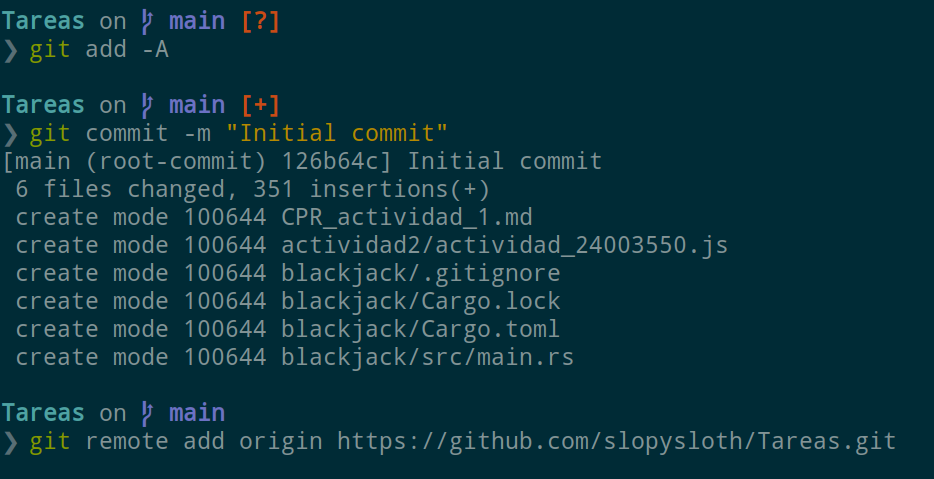 Tareas on main [?]
❯ git add -A
Tareas on main [+]
❯ git commit -m "Initial commit"
[main (root-commit) 126b64c] Initial commit
6 files changed, 351 insertions(+)
create mode 100644 CPR_actividad_1.md
create mode 100644 actividad2/actividad_24003550.js
create mode 100644 blackjack/.gitignore
create mode 100644 blackjack/Cargo.lock
create mode 100644 blackjack/Cargo.toml
create mode 100644 blackjack/src/main.rs
Tareas on main
❯ git remote add origin https://github.com/slopysloth/Tareas.git